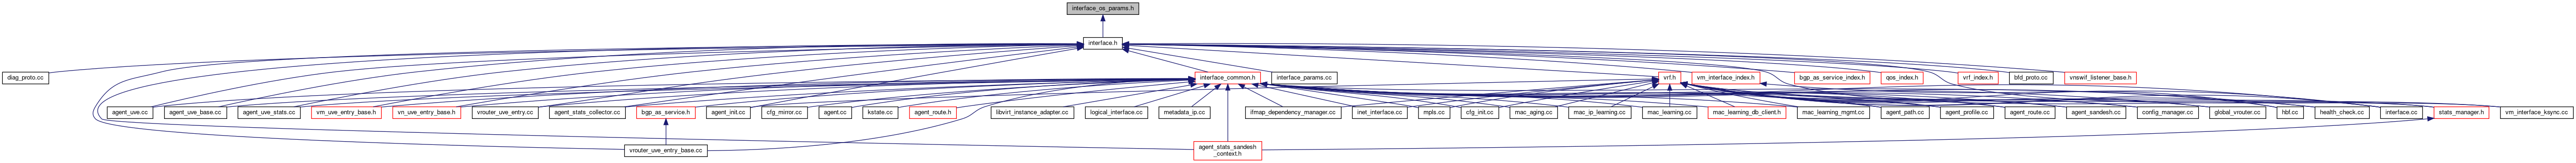 interface_os_params.h
interface.h
diag_proto.cc
interface_common.h
interface_params.cc
vrf.h
vm_interface_index.h
bgp_as_service_index.h
qos_index.h
vrf_index.h
bfd_proto.cc
vnswif_listener_base.h
agent_uve.cc
agent_uve_base.cc
agent_uve_stats.cc
vm_uve_entry_base.h
vn_uve_entry_base.h
vrouter_uve_entry.cc
agent_stats_collector.cc
bgp_as_service.h
agent_init.cc
cfg_mirror.cc
agent.cc
kstate.cc
agent_route.h
libvirt_instance_adapter.cc
logical_interface.cc
metadata_ip.cc
ifmap_dependency_manager.cc
inet_interface.cc
mpls.cc
cfg_init.cc
mac_aging.cc
mac_ip_learning.cc
mac_learning.cc
mac_learning_db_client.h
mac_learning_mgmt.cc
agent_path.cc
agent_profile.cc
agent_route.cc
agent_sandesh.cc
config_manager.cc
global_vrouter.cc
hbf.cc
health_check.cc
interface.cc
stats_manager.h
vm_interface_ksync.cc
vrouter_uve_entry_base.cc
agent_stats_sandesh
_context.h